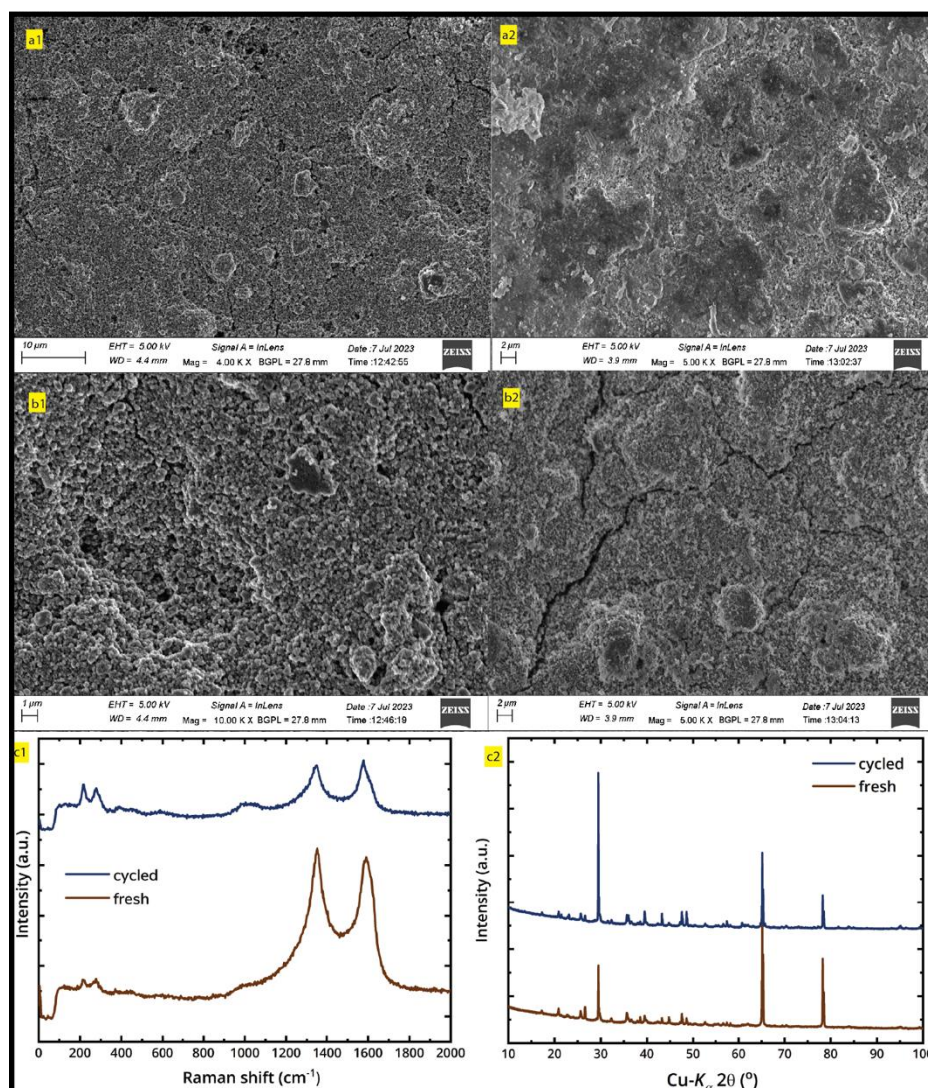 a1
10 µm
EHT = 5.00 kV
WD = 4.4 mm
Signal A = InLens
Mag = 4.00 K X BGPL = 27.8 mm
Date :7 Jul 2023
Time :12:42:55
ZEISS
a2
2 µm
EHT = 5.00 kV
WD = 3.9 mm
Signal A = InLens
Mag = 5.00 K X BGPL = 27.8 mm
Date :7 Jul 2023
Time :13:02:37
ZEISS
b1
1 µm
EHT = 5.00 kV
WD = 4.4 mm
Signal A = InLens
Mag = 10.00 K X BGPL = 27.8 mm
Date :7 Jul 2023
Time :12:46:19
ZEISS
b2
2 µm
EHT = 5.00 kV
WD = 3.9 mm
Signal A = InLens
Mag = 5.00 K X BGPL = 27.8 mm
Date :7 Jul 2023
Time :13:04:13
ZEISS
c1
Intensity (a.u.)
cycled
fresh
0 200 400 600 800 1000 1200 1400 1600 1800 2000
Raman shift (cm⁻¹)
c2
Intensity (a.u.)
cycled
fresh
10 20 30 40 50 60 70 80 90 100
Cu-Kα 2θ (°)